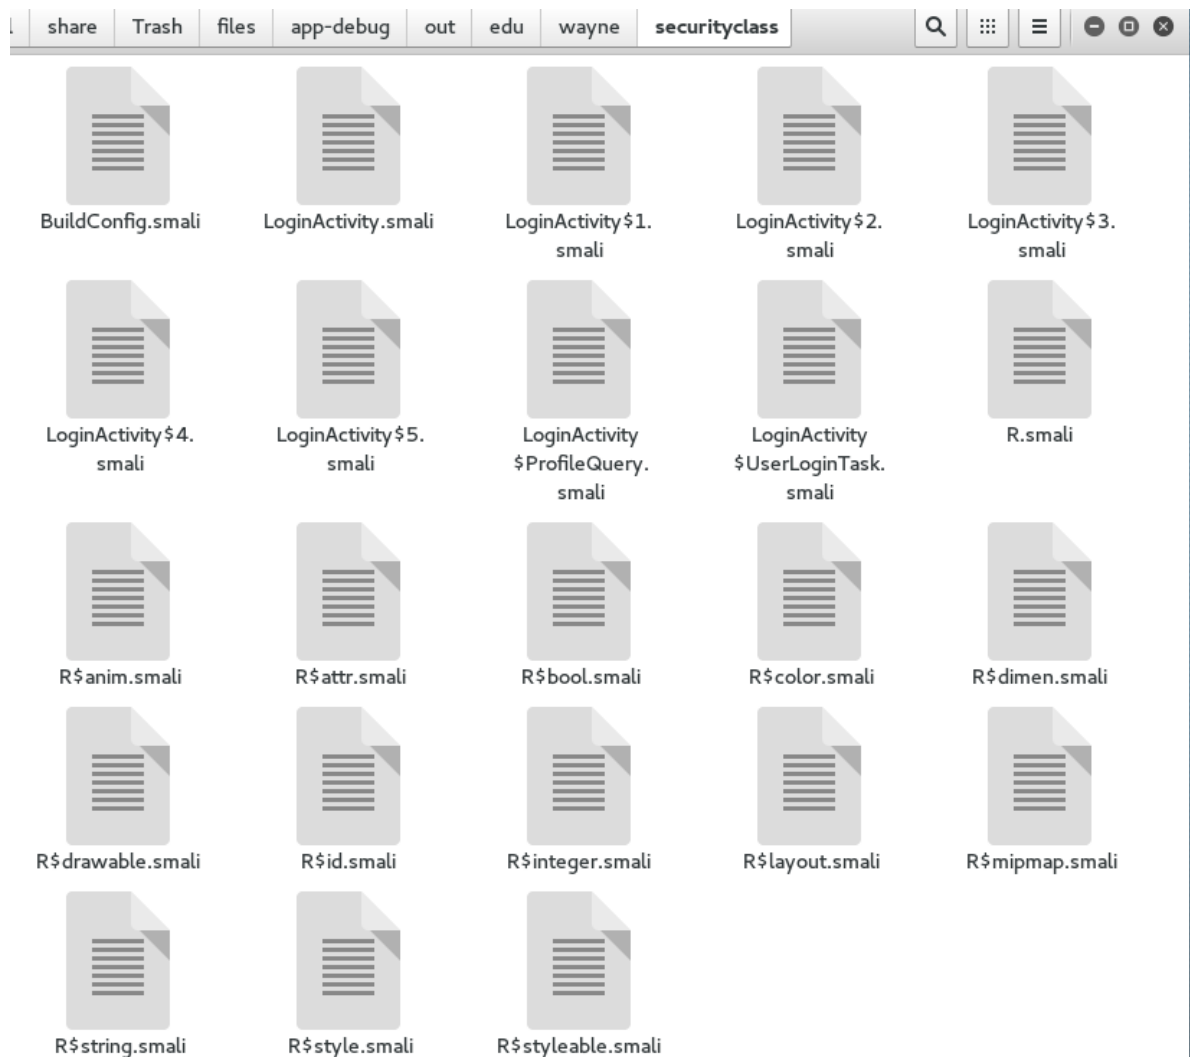 share Trash files app-debug out edu wayne securityclass
BuildConfig.smali
LoginActivity.smali
LoginActivity$1.
smali
LoginActivity$2.
smali
LoginActivity$3.
smali
LoginActivity$4.
smali
LoginActivity$5.
smali
LoginActivity
$ProfileQuery.
smali
LoginActivity
$UserLoginTask.
smali
R.smali
R$anim.smali
R$attr.smali
R$bool.smali
R$color.smali
R$dimen.smali
R$drawable.smali
R$id.smali
R$integer.smali
R$layout.smali
R$mipmap.smali
R$string.smali
R$style.smali
R$styleable.smali